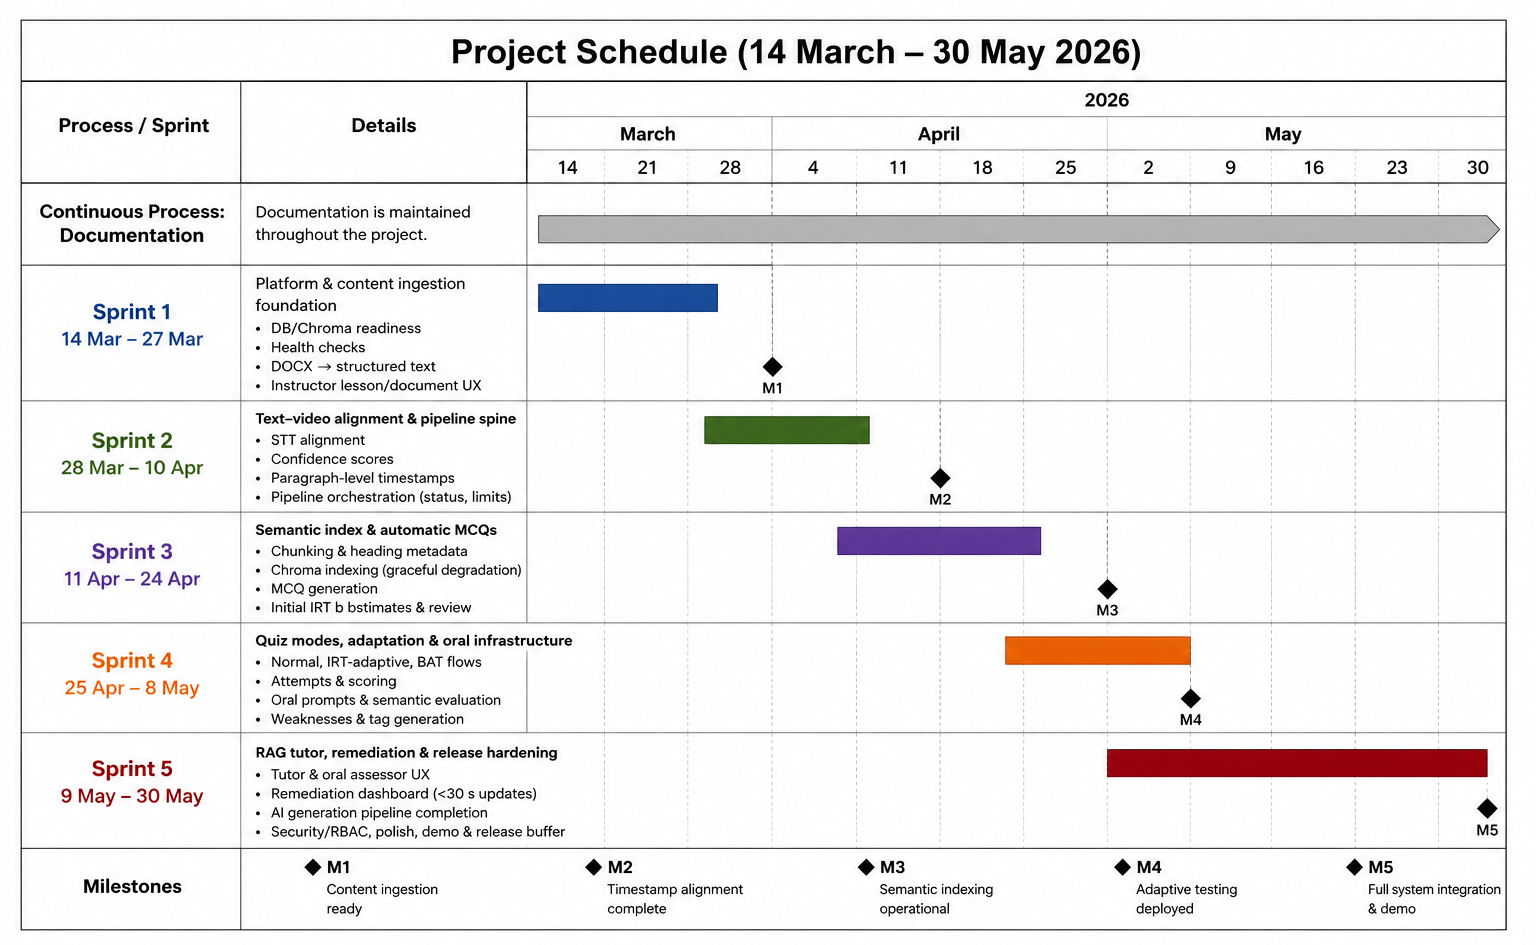 Project Schedule (14 March – 30 May 2026)
Process / Sprint
Details
2026
March
April
May
14 21 28 4 11 18 25 2 9 16 23 30
Continuous Process:
Documentation
Documentation is maintained
throughout the project.
Sprint 1
14 Mar – 27 Mar
Platform & content ingestion
foundation
• DB/Chroma readiness
• Health checks
• DOCX → structured text
• Instructor lesson/document UX
M1
Sprint 2
28 Mar – 10 Apr
Text–video alignment & pipeline spine
• STT alignment
• Confidence scores
• Paragraph-level timestamps
• Pipeline orchestration (status, limits)
M2
Sprint 3
11 Apr – 24 Apr
Semantic index & automatic MCQs
• Chunking & heading metadata
• Chroma indexing (graceful degradation)
• MCQ generation
• Initial IRT b bstimates & review
M3
Sprint 4
25 Apr – 8 May
Quiz modes, adaptation & oral infrastructure
• Normal, IRT-adaptive, BAT flows
• Attempts & scoring
• Oral prompts & semantic evaluation
• Weaknesses & tag generation
M4
Sprint 5
9 May – 30 May
RAG tutor, remediation & release hardening
• Tutor & oral assessor UX
• Remediation dashboard (<30 s updates)
• AI generation pipeline completion
• Security/RBAC, polish, demo & release buffer
M5
Milestones
M1
Content ingestion
ready
M2
Timestamp alignment
complete
M3
Semantic indexing
operational
M4
Adaptive testing
deployed
M5
Full system integration
& demo